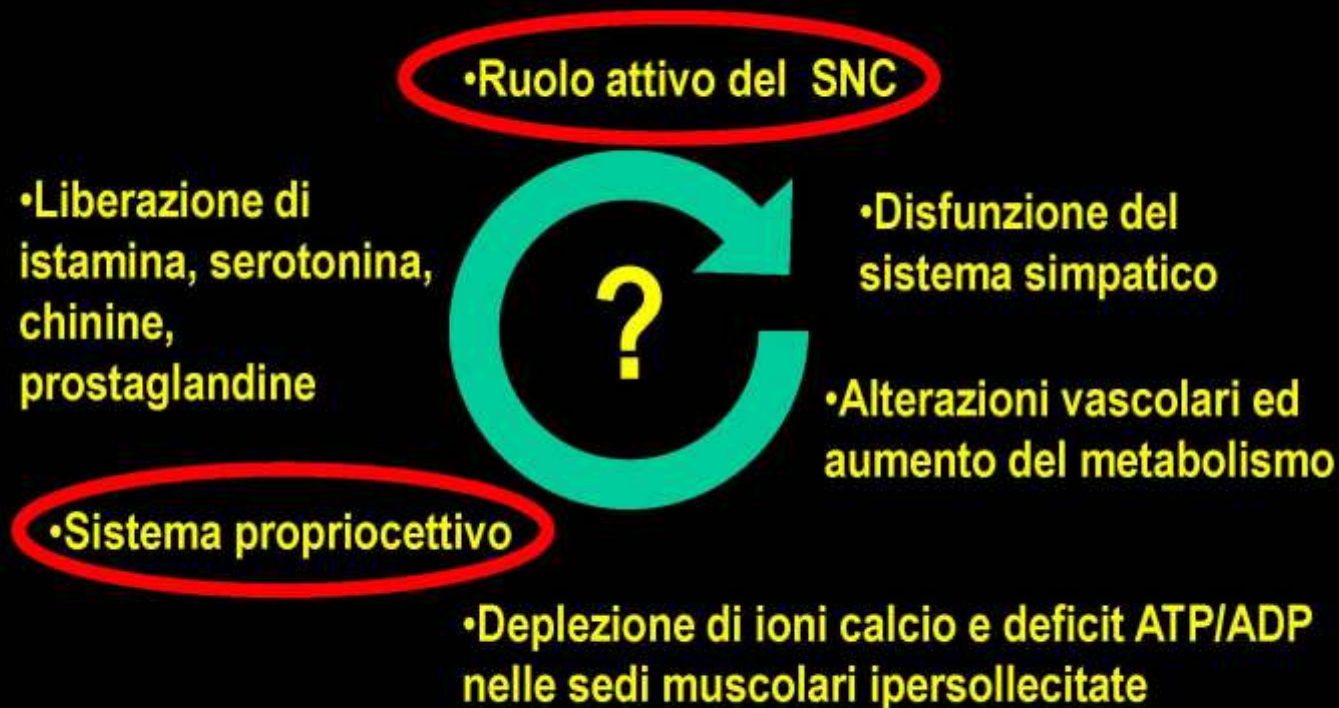 •Ruolo attivo del SNC
•Liberazione di
istamina, serotonina,
chinine,
prostaglandine
?
•Disfunzione del
sistema simpatico
•Alterazioni vascolari ed
aumento del metabolismo
•Sistema propriocettivo
•Deplezione di ioni calcio e deficit ATP/ADP
nelle sedi muscolari ipersollecitate